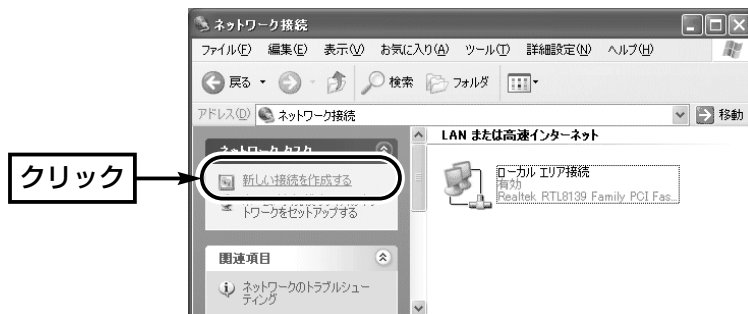 ネットワーク接続
ファイル(F) 編集(E) 表示(V) お気に入り(A) ツール(T) 詳細設定(N) ヘルプ(H)
戻る 検索 フォルダ
アドレス(D) ネットワーク接続 移動
ネットワーク タスク
新しい接続を作成する
トワークをセットアップする
関連項目
ネットワークのトラブルシュー
ティング
LAN または高速インターネット
ローカル エリア接続
有効
Realtek RTL8139 Family PCI Fas...
クリック